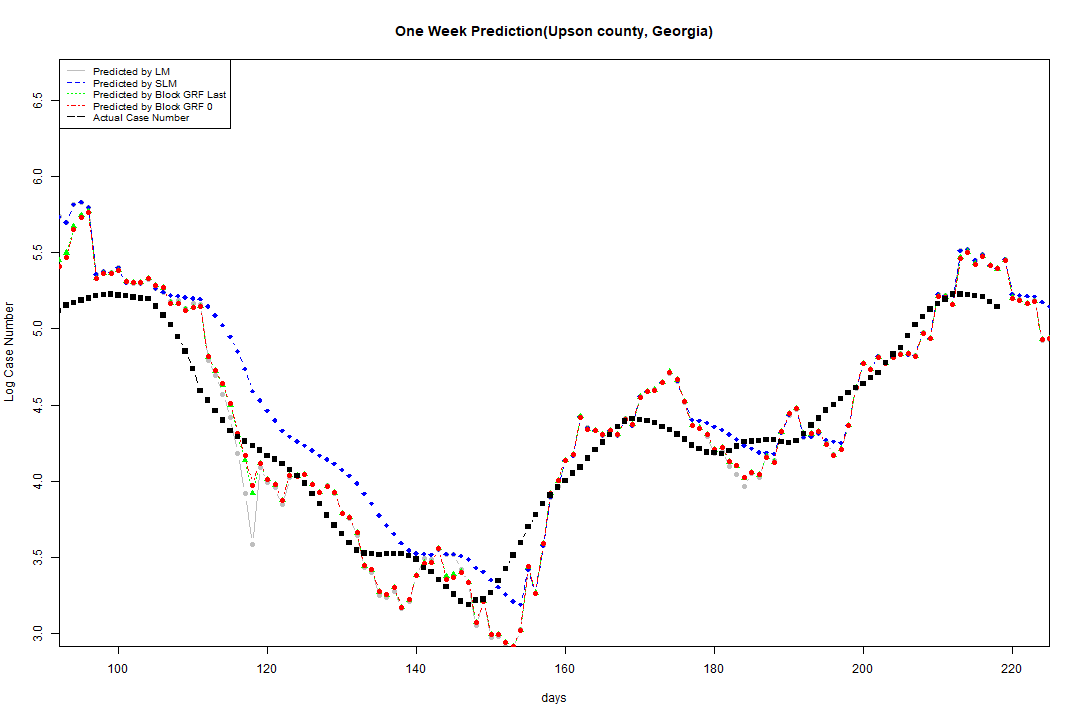 One Week Prediction(Upson county, Georgia)
Predicted by LM
Predicted by SLM
Predicted by Block GRF Last
Predicted by Block GRF 0
Actual Case Number
6.5
6.0
5.5
5.0
4.5
4.0
3.5
3.0
Log Case Number
100 120 140 160 180 200 220
days